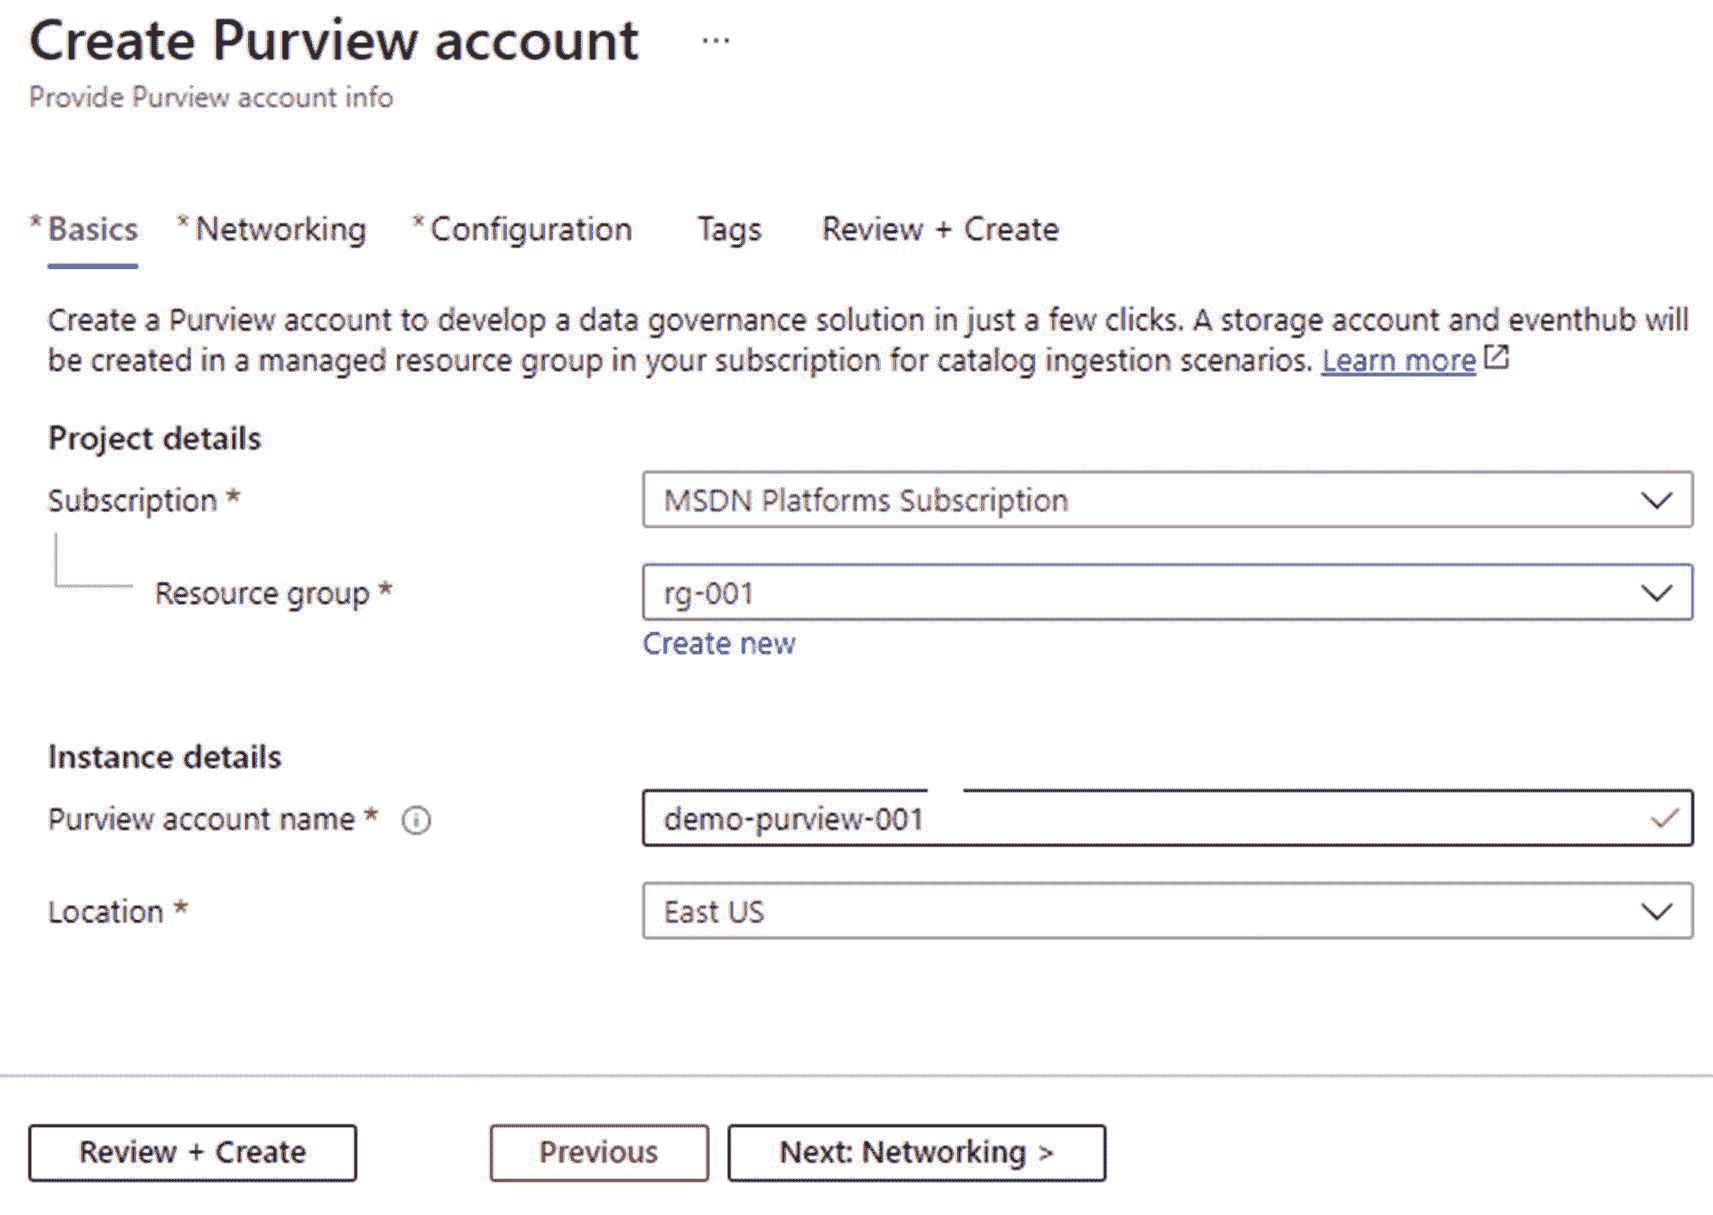 Create Purview account ...
Provide Purview account info
* Basics * Networking * Configuration Tags Review + Create
Create a Purview account to develop a data governance solution in just a few clicks. A storage account and eventhub will
be created in a managed resource group in your subscription for catalog ingestion scenarios. Learn more
Project details
Subscription * MSDN Platforms Subscription
Resource group * rg-001
Create new
Instance details
Purview account name * demo-purview-001
Location * East US
Review + Create Previous Next: Networking >